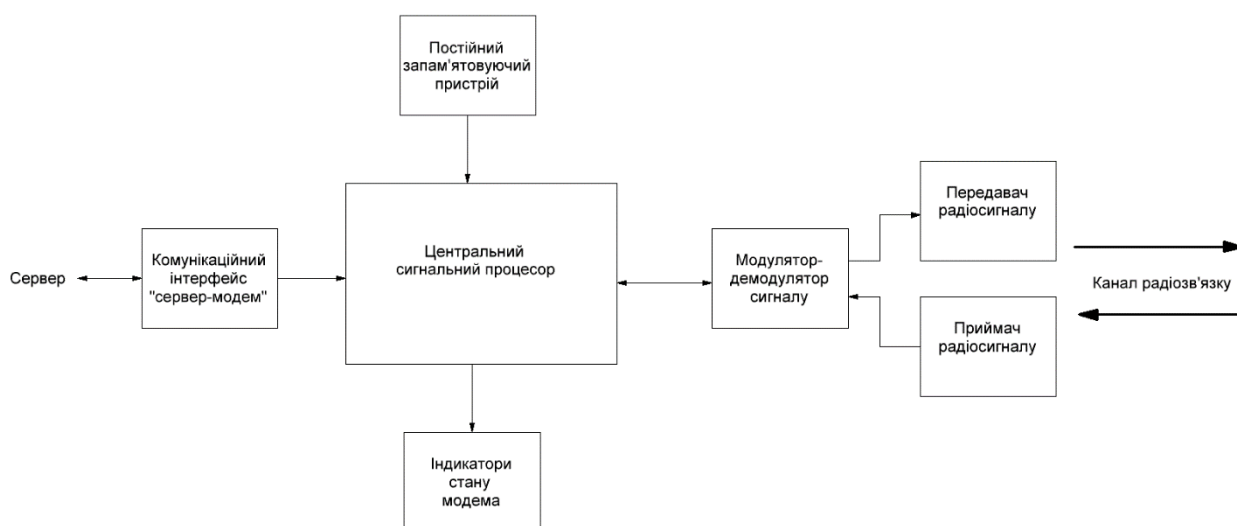 Постійний
запам'ятовуючий
пристрій
Передавач
радіосигналу
Центральний
сигнальний процесор
Сервер
Комунікаційний
інтерфейс
"сервер-модем"
Модулятор-
демодулятор
сигналу
Канал радіозв'язку
Приймач
радіосигналу
Індикатори
стану
модема